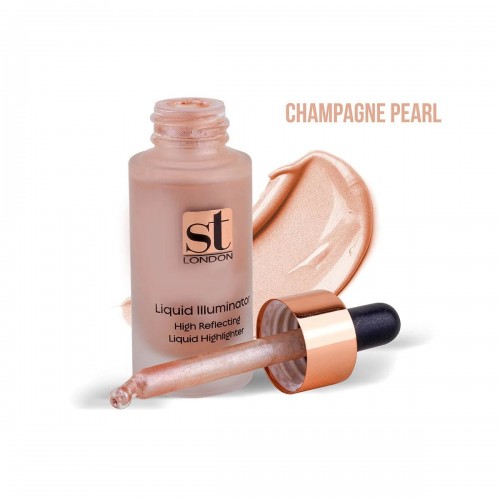 CHAMPAGNE PEARL
st
LONDON
Liquid Illuminator
High Reflecting
Liquid Highlighter